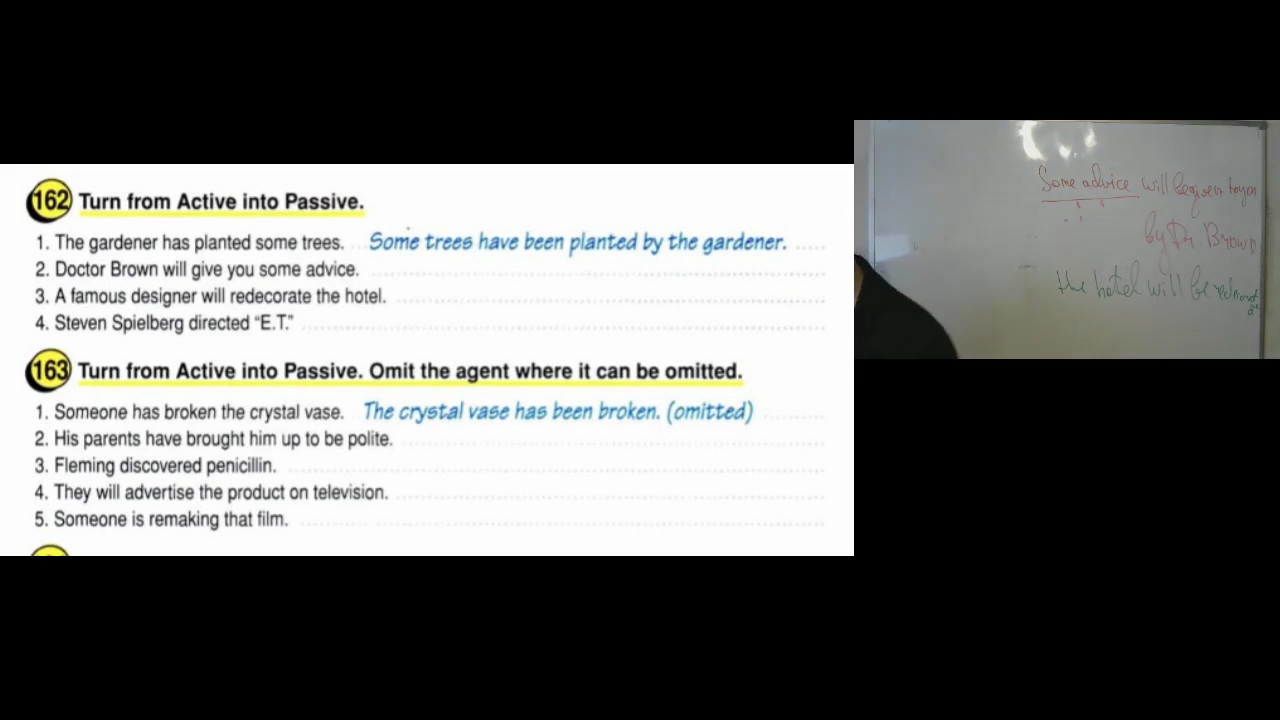 162 Turn from Active into Passive.
1. The gardener has planted some trees. Some trees have been planted by the gardener.
2. Doctor Brown will give you some advice.
3. A famous designer will redecorate the hotel.
4. Steven Spielberg directed “E.T.”
163 Turn from Active into Passive. Omit the agent where it can be omitted.
1. Someone has broken the crystal vase. The crystal vase has been broken. (omitted)
2. His parents have brought him up to be polite.
3. Fleming discovered penicillin.
4. They will advertise the product on television.
5. Someone is remaking that film.
Some advice will be given to you
by Dr Brown
the hotel will be